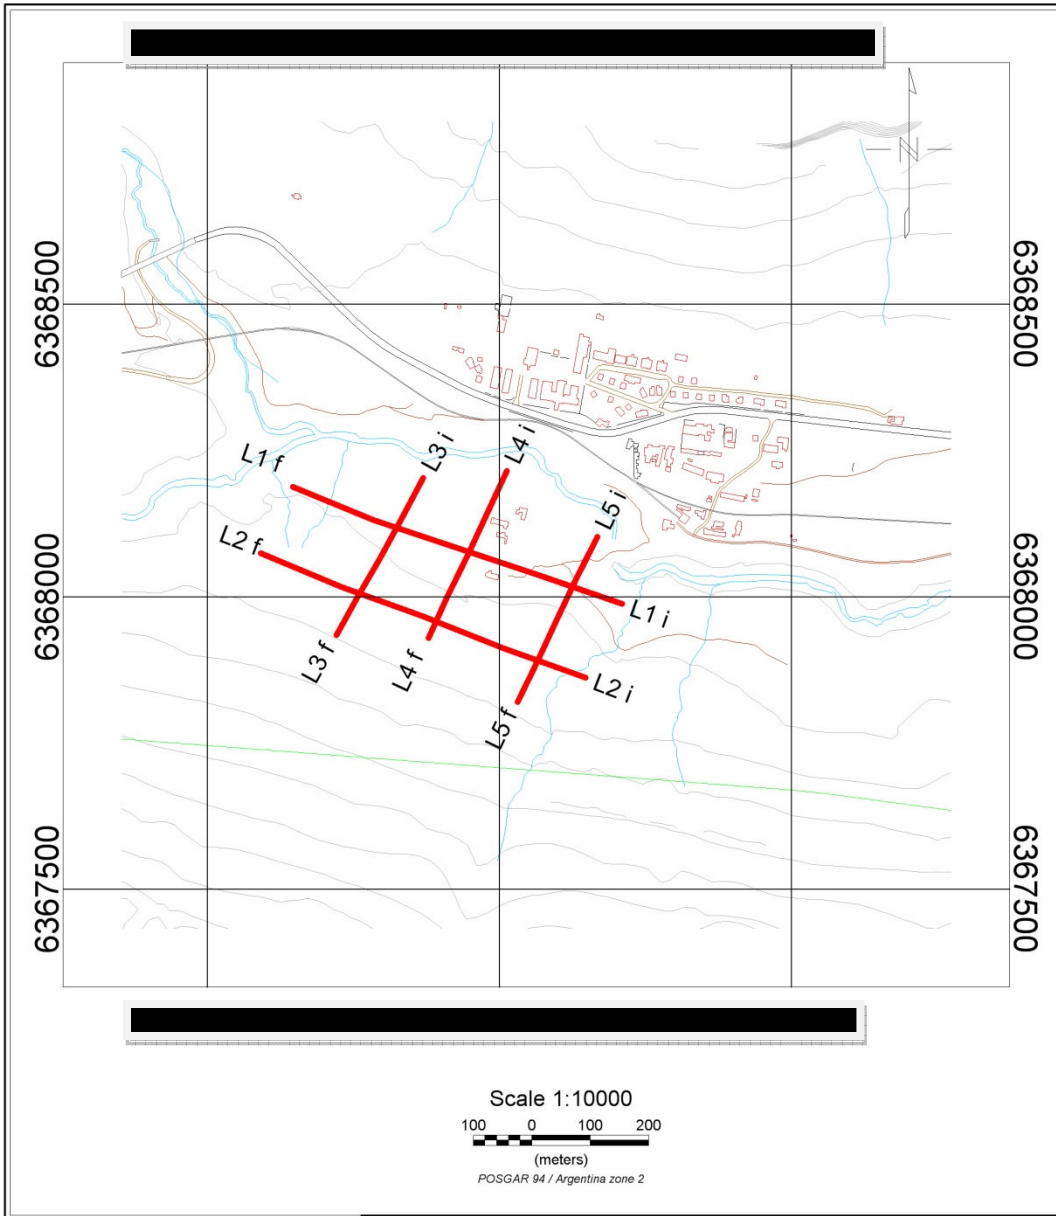 N
6368500
6368500
L1 f
L3 i
L4 i
L5 i
L2 f
6368000
6368000
L1 i
L3 f
L4 f
L2 i
L5 f
6367500
6367500
Scale 1:10000
100 0 100 200
(meters)
POSGAR 94 / Argentina zone 2